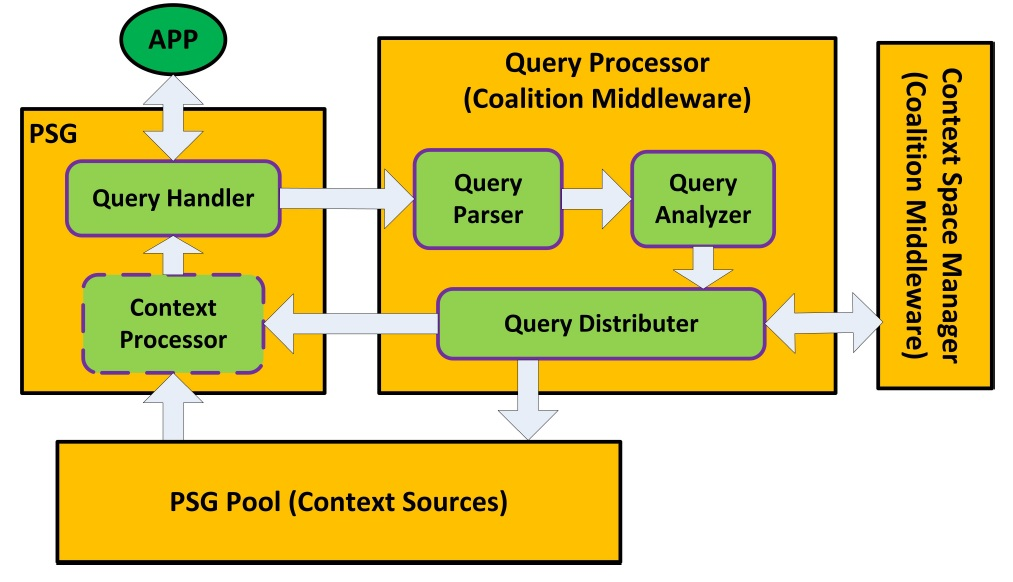 APP
PSG
Query Handler
Context
Processor
Query Processor
(Coalition Middleware)
Query
Parser
Query
Analyzer
Query Distributer
Context Space Manager
(Coalition Middleware)
PSG Pool (Context Sources)